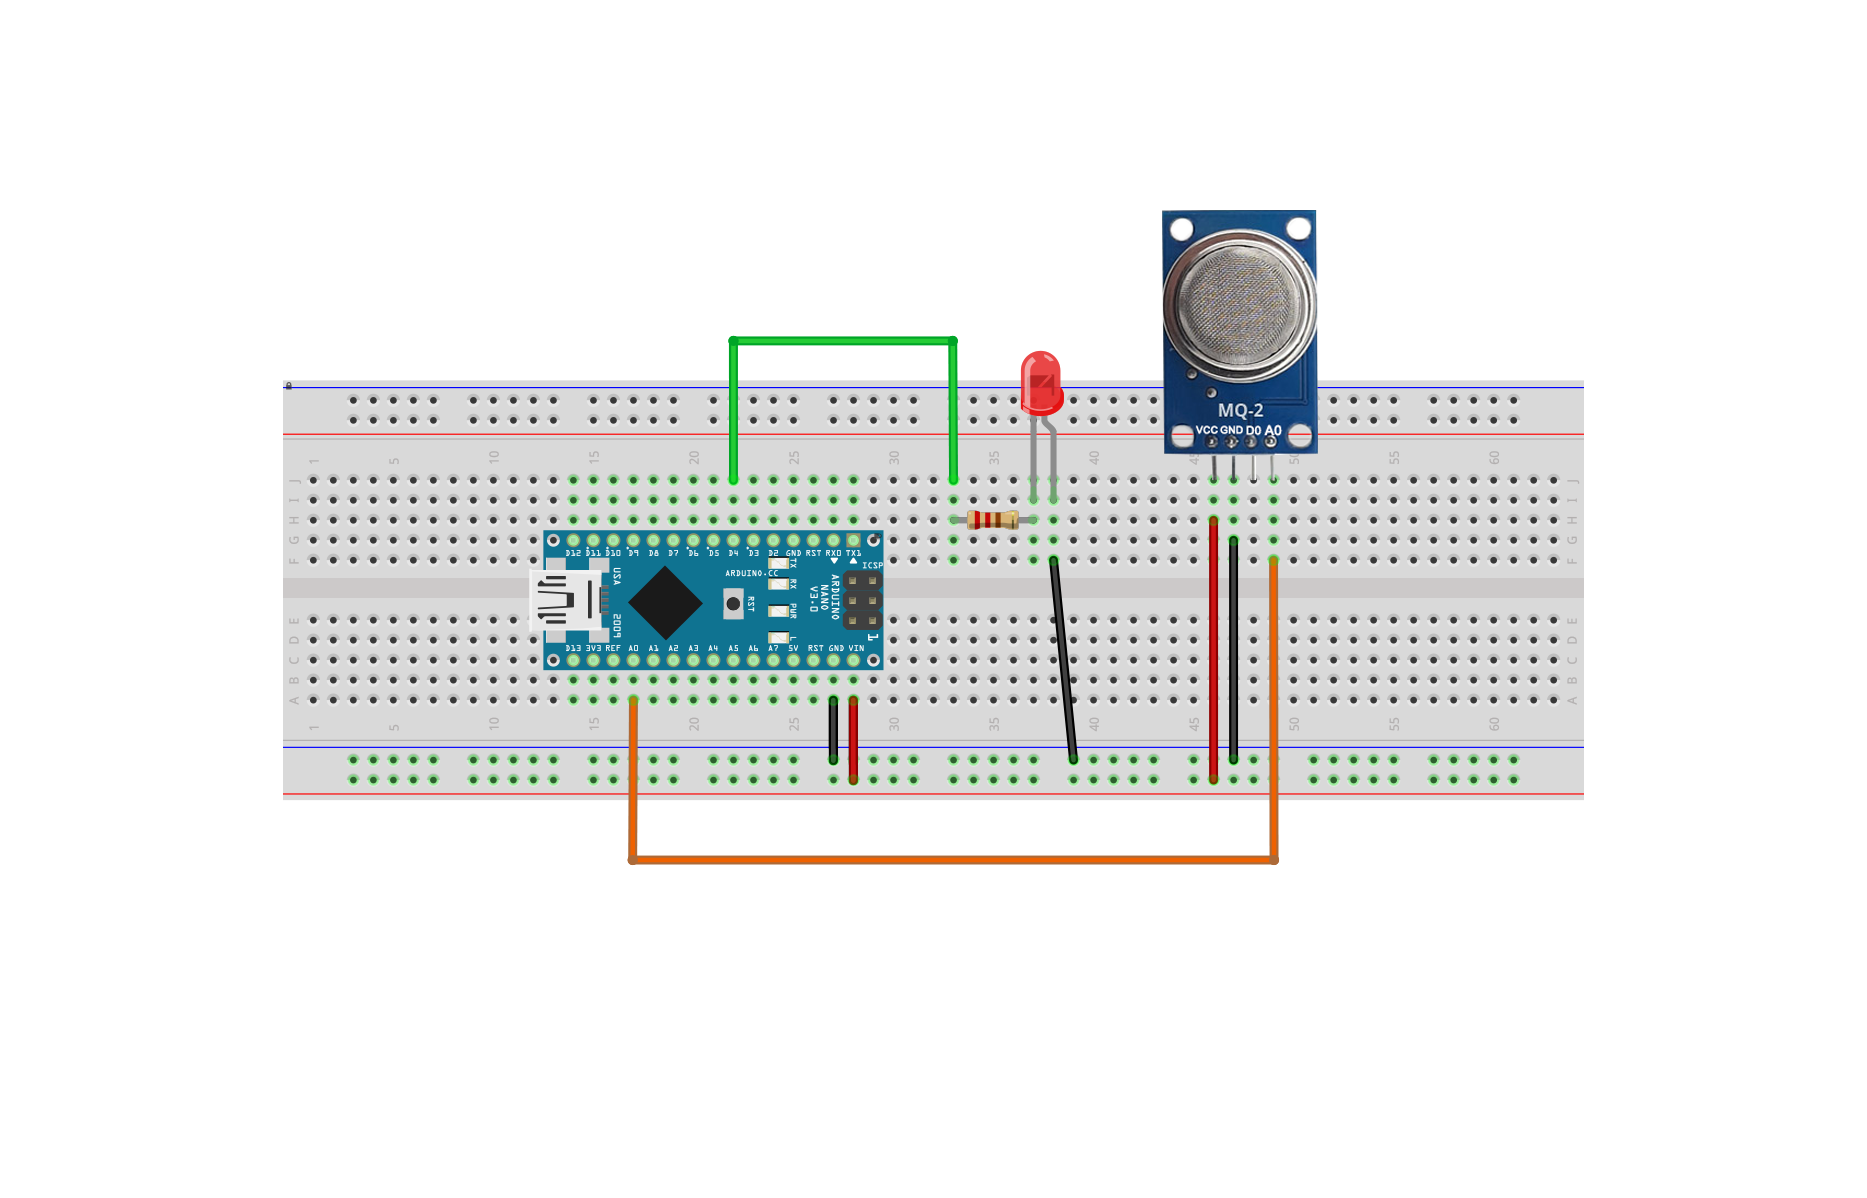 MQ-2
VCC GND D0 A0
1 5 10 15 20 25 30 35 40 45 50 55 60
J J
I I
H H
G G
F F
D12 D11 D10 D9 D8 D7 D6 D5 D4 D3 D2 GND RST RX0 TX1
TX
ICSP
ARDUINO.CC
USA
RX
RST
ARDUINO
NANO
V3.0
PWR
2009
L
1
D13 3V3 REF A0 A1 A2 A3 A4 A5 A6 A7 5V RST GND VIN
E E
D D
C C
B B
A A
1 5 10 15 20 25 30 35 40 45 50 55 60